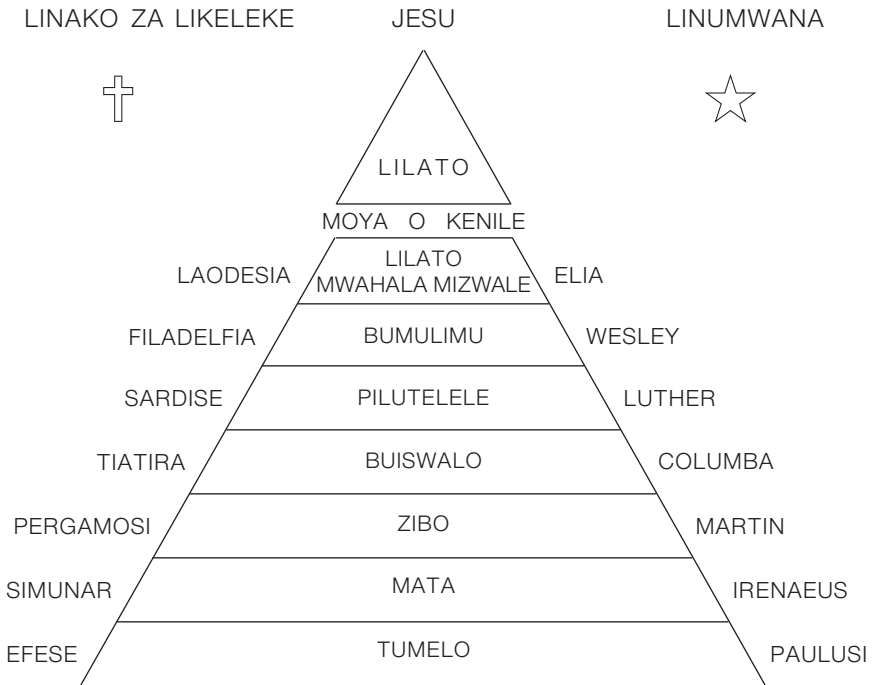 LINAKO ZA LIKELEKE JESU LINUMWANA
LILATO
MOYA O KENILE
LAODESIA LILATO ELIA
MWAHALA MIZWALE
FILADELFIA BUMULIMU WESLEY
SARDISE PILUTELELE LUTHER
TIATIRA BUISWALO COLUMBA
PERGAMOSI ZIBO MARTIN
SIMUNAR MATA IRENAEUS
EFESE TUMELO PAULUSI